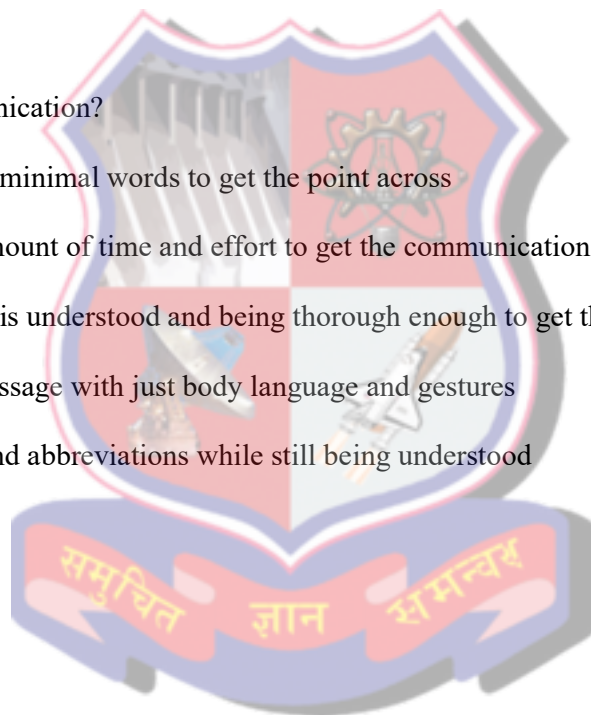 nication?
minimal words to get the point across
nount of time and effort to get the communication
is understood and being thorough enough to get th
ssage with just body language and gestures
nd abbreviations while still being understood
समुचित ज्ञान समन्वय